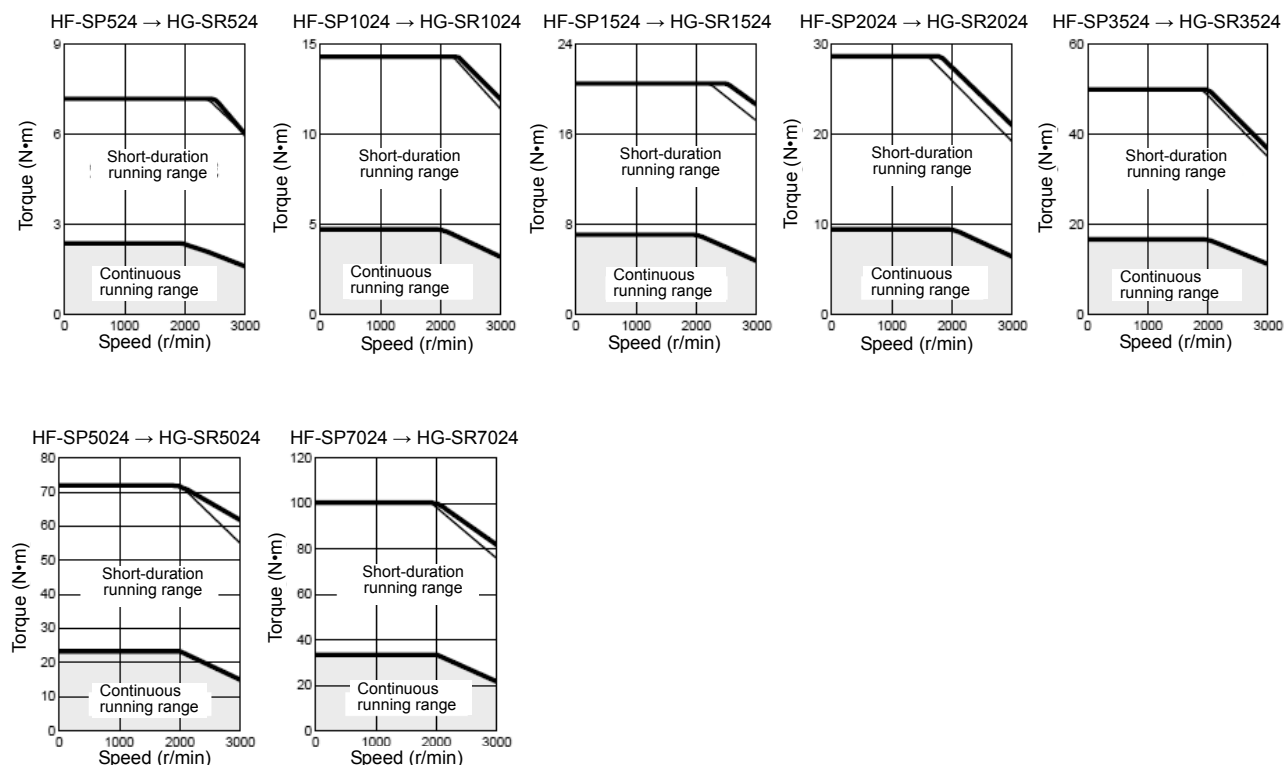 HF-SP524 → HG-SR524
9
6
3
0
Torque (N•m)
Short-duration
running range
Continuous
running range
0 1000 2000 3000
Speed (r/min)
HF-SP1024 → HG-SR1024
15
10
5
0
Torque (N•m)
Short-duration
running range
Continuous
running range
0 1000 2000 3000
Speed (r/min)
HF-SP1524 → HG-SR1524
24
16
8
0
Torque (N•m)
Short-duration
running range
Continuous
running range
0 1000 2000 3000
Speed (r/min)
HF-SP2024 → HG-SR2024
30
20
10
0
Torque (N•m)
Short-duration
running range
Continuous
running range
0 1000 2000 3000
Speed (r/min)
HF-SP3524 → HG-SR3524
60
40
20
0
Torque (N•m)
Short-duration
running range
Continuous
running range
0 1000 2000 3000
Speed (r/min)
HF-SP5024 → HG-SR5024
80
70
60
50
40
30
20
10
0
Torque (N•m)
Short-duration
running range
Continuous
running range
0 1000 2000 3000
Speed (r/min)
HF-SP7024 → HG-SR7024
120
100
80
60
40
20
0
Torque (N•m)
Short-duration
running range
Continuous
running range
0 1000 2000 3000
Speed (r/min)